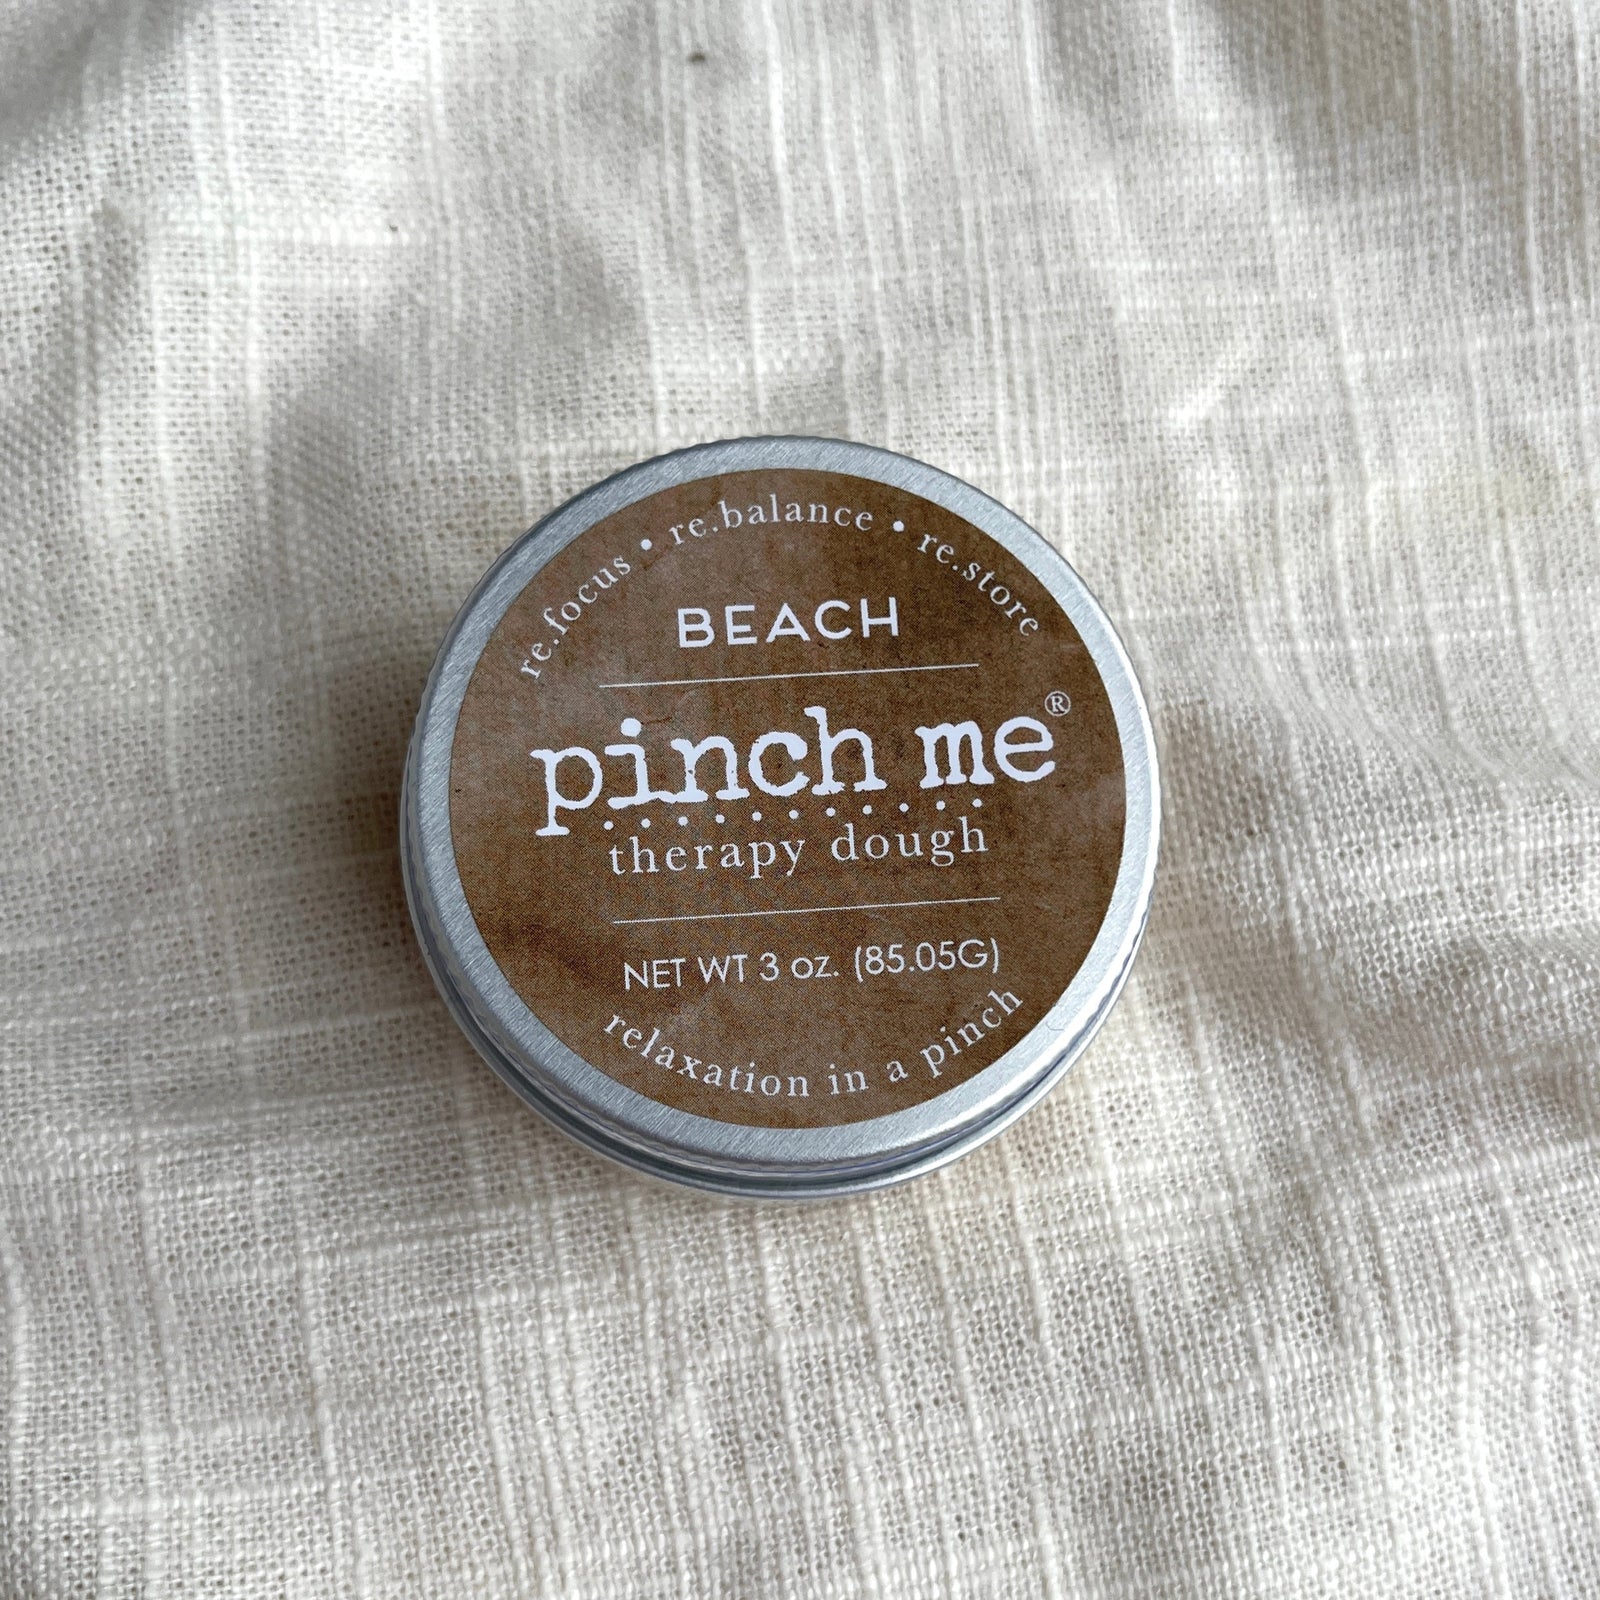 re.focus • re.balance • re.store
BEACH
pinch me®
therapy dough
NET WT 3 oz. (85.05G)
relaxation in a pinch